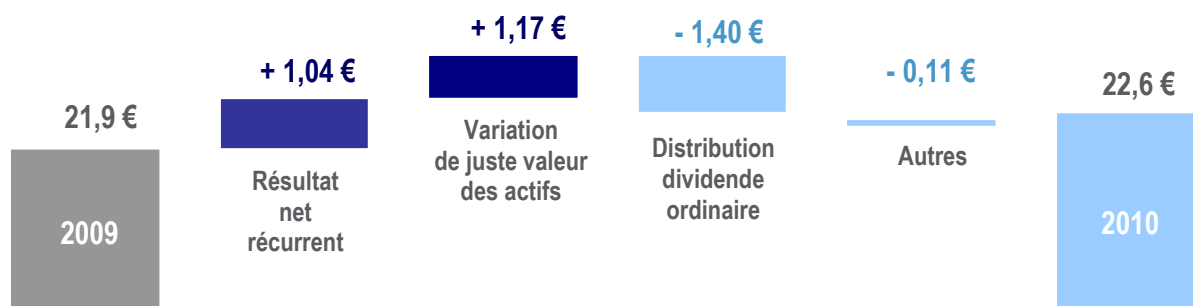 21,9 €
2009
+ 1,04 €
Résultat
net
récurrent
+ 1,17 €
Variation
de juste valeur
des actifs
- 1,40 €
Distribution
dividende
ordinaire
- 0,11 €
Autres
22,6 €
2010